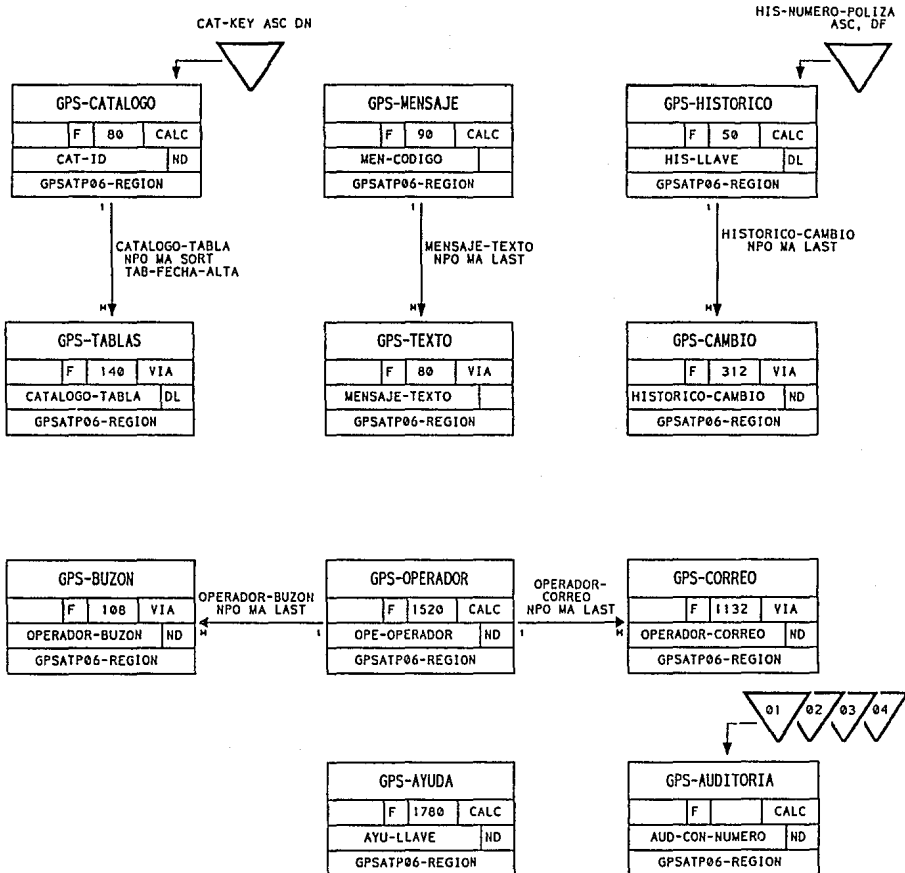 CAT-KEY ASC DN
HIS-NUMERO-POLIZA
ASC, DF
GPS-CATALOGO
F 80 CALC
CAT-ID ND
GPSATP06-REGION
GPS-MENSAJE
F 90 CALC
MEN-CODIGO
GPSATP06-REGION
GPS-HISTORICO
F 50 CALC
HIS-LLAVE DL
GPSATP06-REGION
1
CATALOGO-TABLA
NPO MA SORT
TAB-FECHA-ALTA
M
1
MENSAJE-TEXTO
NPO MA LAST
M
1
HISTORICO-CAMBIO
NPO MA LAST
M
GPS-TABLAS
F 140 VIA
CATALOGO-TABLA DL
GPSATP06-REGION
GPS-TEXTO
F 80 VIA
MENSAJE-TEXTO
GPSATP06-REGION
GPS-CAMBIO
F 312 VIA
HISTORICO-CAMBIO ND
GPSATP06-REGION
GPS-BUZON
F 108 VIA
OPERADOR-BUZON ND
GPSATP06-REGION
OPERADOR-BUZON
NPO MA LAST
M 1
GPS-OPERADOR
F 1520 CALC
OPE-OPERADOR ND
GPSATP06-REGION
OPERADOR-
CORREO
NPO MA LAST
1 M
GPS-CORREO
F 1132 VIA
OPERADOR-CORREO ND
GPSATP06-REGION
01 02 03 04
GPS-AYUDA
F 1780 CALC
AYU-LLAVE ND
GPSATP06-REGION
GPS-AUDITORIA
F CALC
AUD-CON-NUMERO ND
GPSATP06-REGION